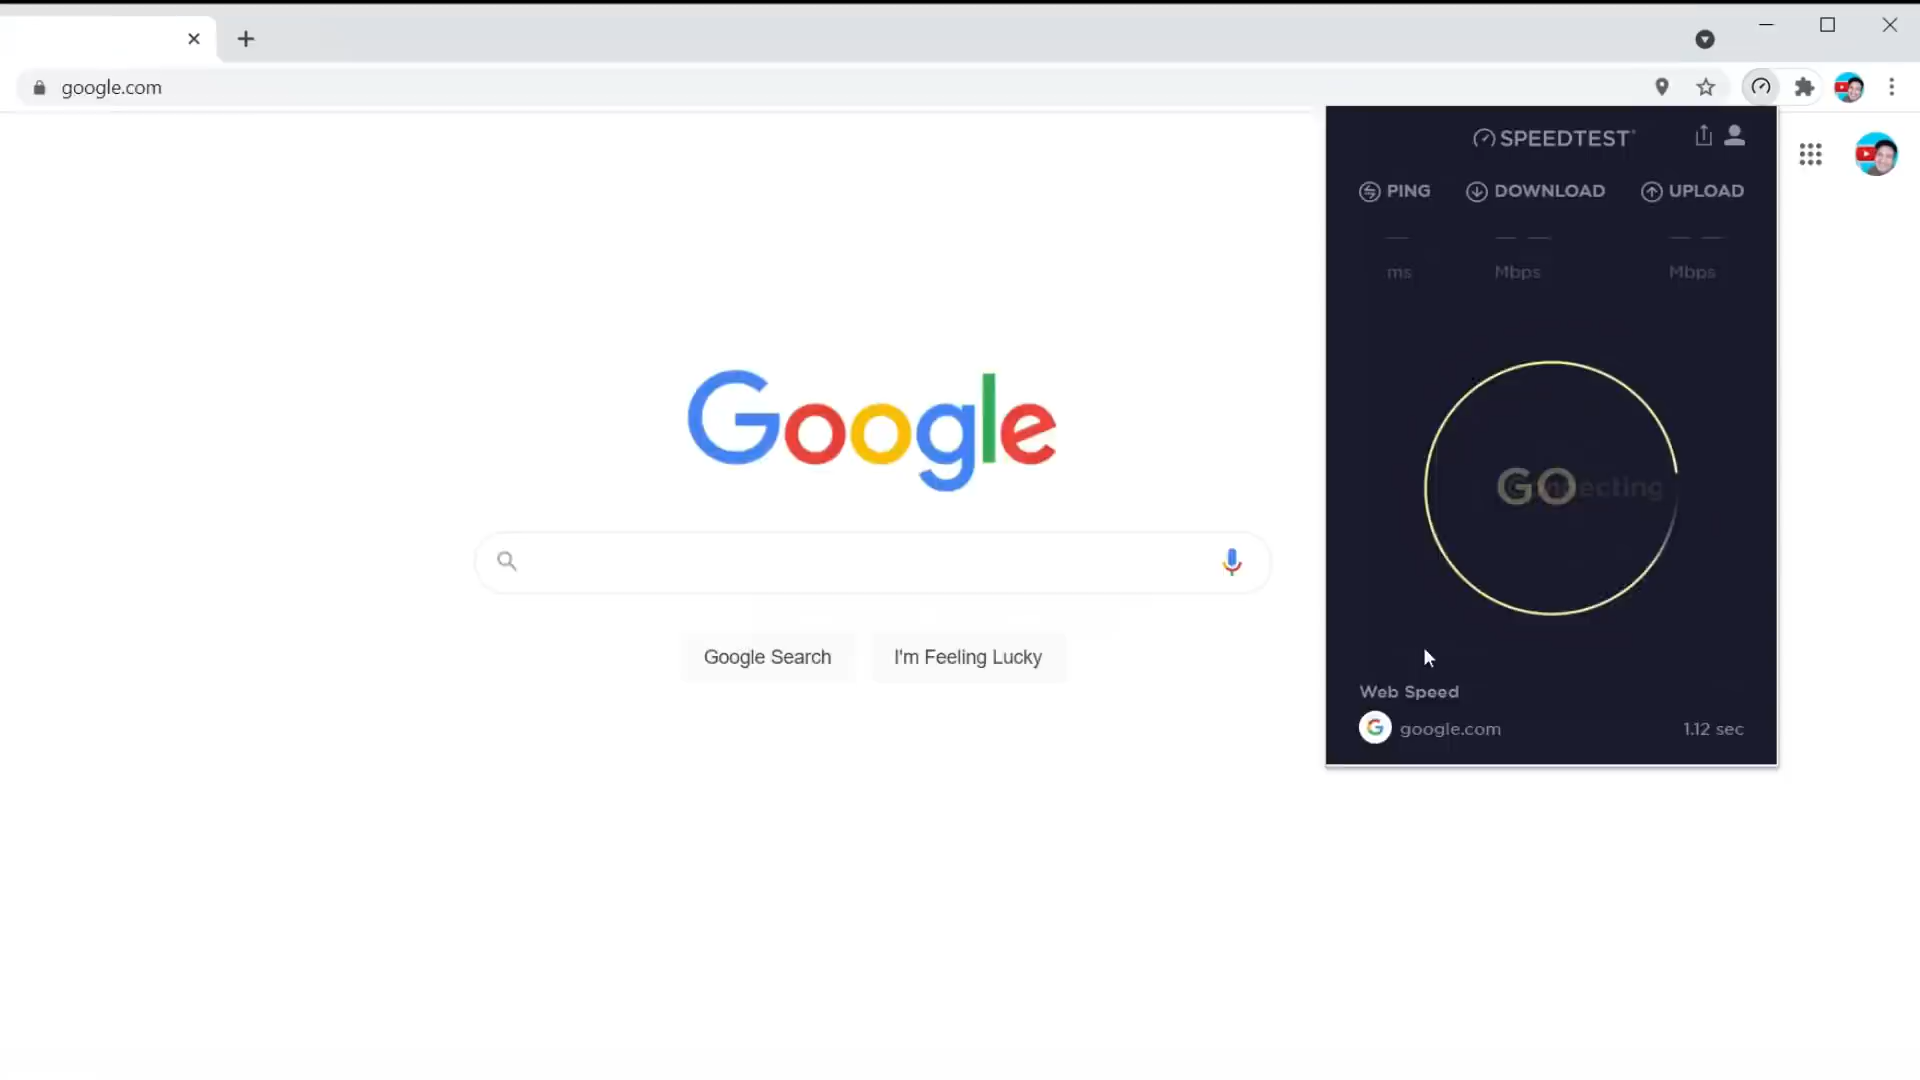 google.com
SPEEDTEST
PING
DOWNLOAD
UPLOAD
ms
Mbps
Mbps
Google
GO
Google Search
I'm Feeling Lucky
Web Speed
google.com
1.12 sec